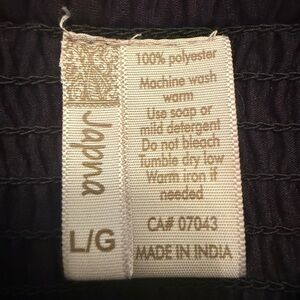 Japna
L/G
100% polyester
Machine wash
warm
Use soap or
mild detergent
Do not bleach
Tumble dry low
Warm iron if
needed
CA# 07043
MADE IN INDIA